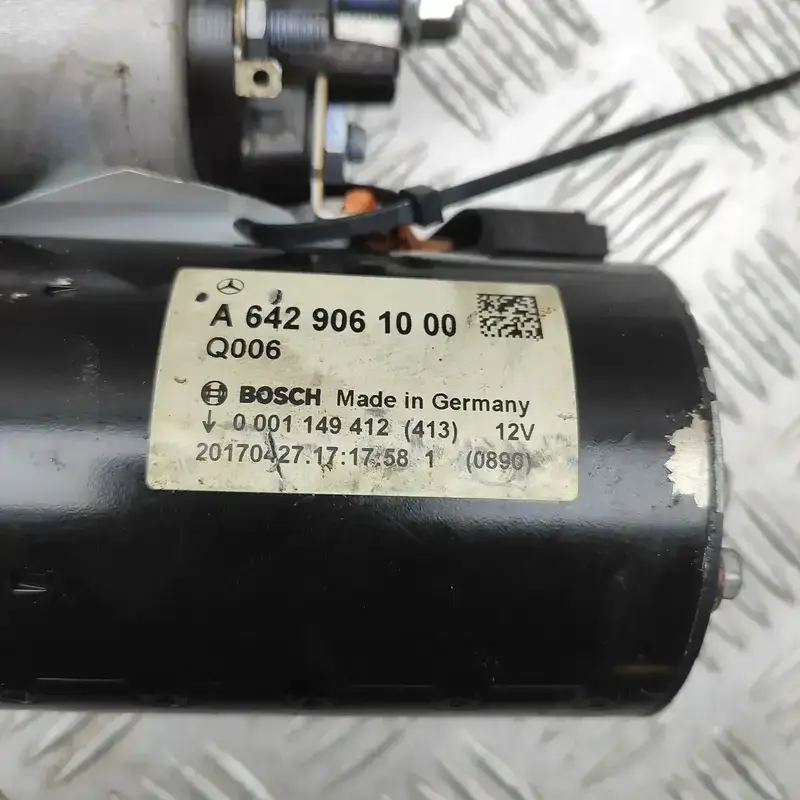 A 642 906 10 00
Q006
BOSCH Made in Germany
↓ 0 001 149 412 (413) 12V
20170427.17:17:58 1 (0890)